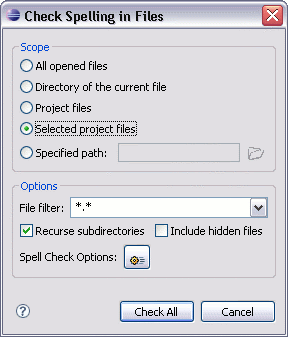 Check Spelling in Files
Scope
All opened files
Directory of the current file
Project files
Selected project files
Specified path:
Options
File filter: *.*
Recurse subdirectories Include hidden files
Spell Check Options:
? Check All Cancel